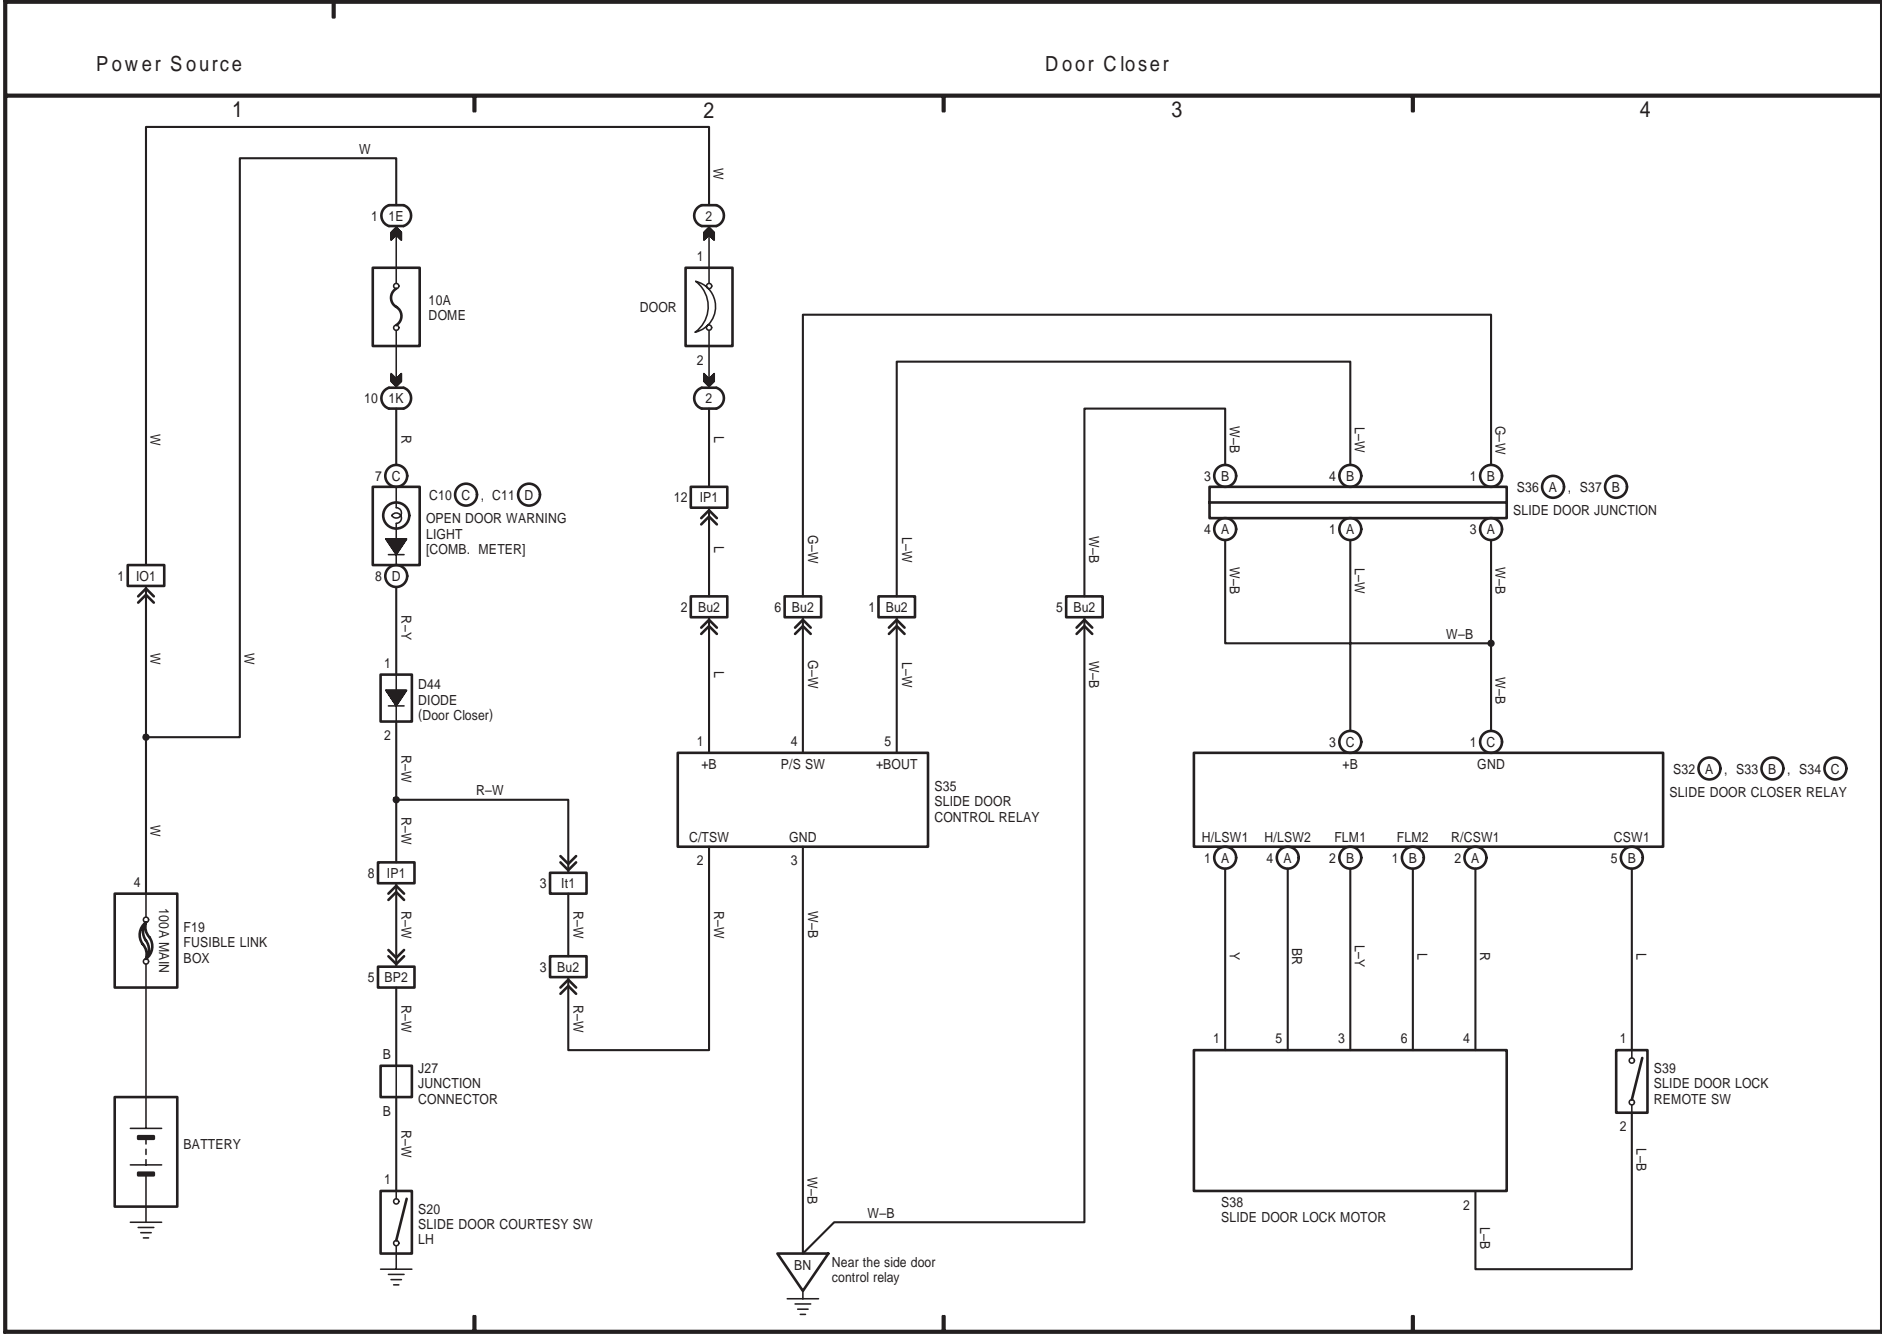 Power Source
Door Closer
1
2
3
4
W
W
1 1E
2
1
10A
DOME
DOOR
2
10 1K
2
W
R
L
W-B
L-W
G-W
7 C
C10 C , C11 D
OPEN DOOR WARNING
LIGHT
[COMB. METER]
8 D
12 IP1
3 B
4 B
1 B
S36 A , S37 B
SLIDE DOOR JUNCTION
4 A
1 A
3 A
L
G-W
L-W
W-B
1 IO1
W-B
L-W
W-B
2 Bu2
6 Bu2
1 Bu2
5 Bu2
R-Y
W-B
W
W
L
G-W
L-W
W-B
W-B
1
D44
DIODE
(Door Closer)
2
1
4
5
3 C
1 C
+B
P/S SW
+BOUT
+B
GND
R-W
S35
SLIDE DOOR
CONTROL RELAY
S32 A , S33 B , S34 C
SLIDE DOOR CLOSER RELAY
R-W
W
R-W
C/TSW
GND
H/LSW1
H/LSW2
FLM1
FLM2
R/CSW1
CSW1
2
3
1 A
4 A
2 B
1 B
2 A
5 B
8 IP1
3 It1
4
100A MAIN
F19
FUSIBLE LINK
BOX
R-W
R-W
R-W
W-B
Y
BR
L-Y
L
R
L
5 BP2
3 Bu2
R-W
R-W
1
5
3
6
4
1
B
J27
JUNCTION
CONNECTOR
B
S39
SLIDE DOOR LOCK
REMOTE SW
2
BATTERY
R-W
L-B
1
W-B
S38
SLIDE DOOR LOCK MOTOR
2
S20
SLIDE DOOR COURTESY SW
LH
W-B
L-B
BN
Near the side door
control relay